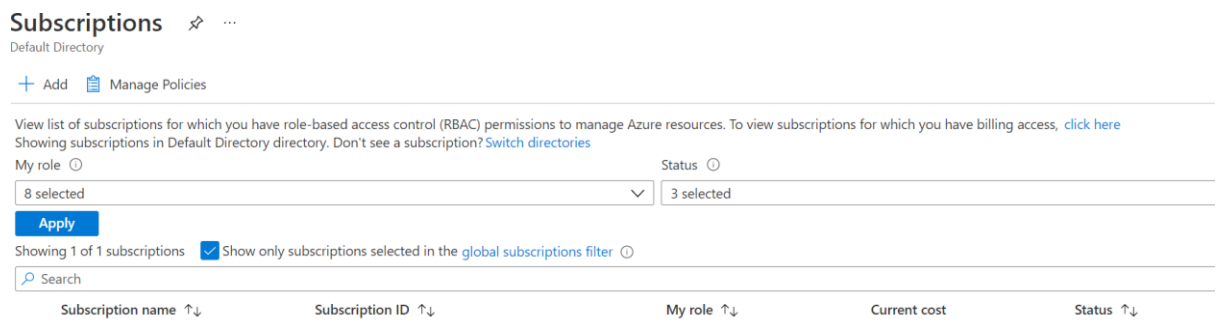 Subscriptions ...
Default Directory
+ Add Manage Policies
View list of subscriptions for which you have role-based access control (RBAC) permissions to manage Azure resources. To view subscriptions for which you have billing access, click here
Showing subscriptions in Default Directory directory. Don't see a subscription? Switch directories
My role Status
8 selected 3 selected
Apply
Showing 1 of 1 subscriptions Show only subscriptions selected in the global subscriptions filter
Search
Subscription name ↑↓ Subscription ID ↑↓ My role ↑↓ Current cost Status ↑↓